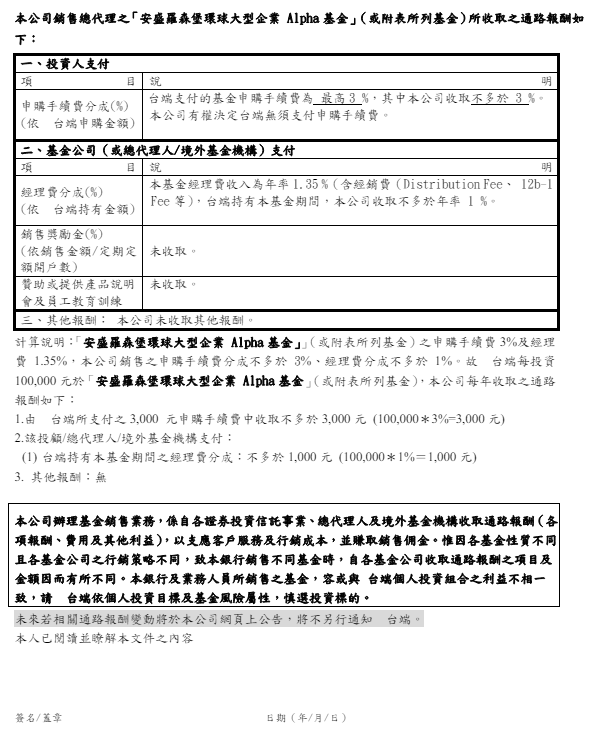 本公司銷售總代理之「安盛羅森堡環球大型企業 Alpha基金」（或附表所列基金）所收取之通路報酬如
下：
一、投資人支付
項　目　說　明
申購手續費分成(%)
(依　台端申購金額)
台端支付的基金申購手續費為 最高3 %，其中本公司收取不多於 3 %。
本公司有權決定台端無須支付申購手續費。
二、基金公司（或總代理人/境外基金機構）支付
項　目　說　明
經理費分成(%)
(依　台端持有金額)
本基金經理費收入為年率1.35%（含經銷費（Distribution Fee、 12b-1
Fee 等），台端持有本基金期間，本公司收取不多於年率 1 %。
銷售獎勵金(%)
(依銷售金額/定期定
額開戶數)
未收取。
贊助或提供產品說明
會及員工教育訓練
未收取。
三、其他報酬： 本公司未收取其他報酬。
計算說明：「安盛羅森堡環球大型企業 Alpha基金」」（或附表所列基金）之申購手續費3%及經理
費 1.35%，本公司銷售之申購手續費分成不多於 3%、經理費分成不多於 1%。故　台端每投資
100,000 元於「安盛羅森堡環球大型企業 Alpha基金」（或附表所列基金），本公司每年收取之通路
報酬如下：
1.由　台端所支付之 3,000 元申購手續費中收取不多於 3,000元 (100,000＊3%=3,000 元)
2.該投顧/總代理人/境外基金機構支付：
(1) 台端持有本基金期間之經理費分成：不多於 1,000元 (100,000＊1%＝1,000 元)
3. 其他報酬：無
本公司辦理基金銷售業務，係自各證券投資信託事業、總代理人及境外基金機構收取通路報酬（各
項報酬、費用及其他利益），以支應客戶服務及行銷成本，並賺取銷售佣金。惟因各基金性質不同
且各基金公司之行銷策略不同，致本銀行銷售不同基金時，自各基金公司收取通路報酬之項目及
金額因而有所不同。本銀行及業務人員所銷售之基金，容或與 台端個人投資組合之利益不相一
致，請　台端依個人投資目標及基金風險屬性，慎選投資標的。
未來若相關通路報酬變動將於本公司網頁上公告，將不另行通知　台端。
本人已閱讀並瞭解本文件之內容
簽名/蓋章　日期（年/月/日）